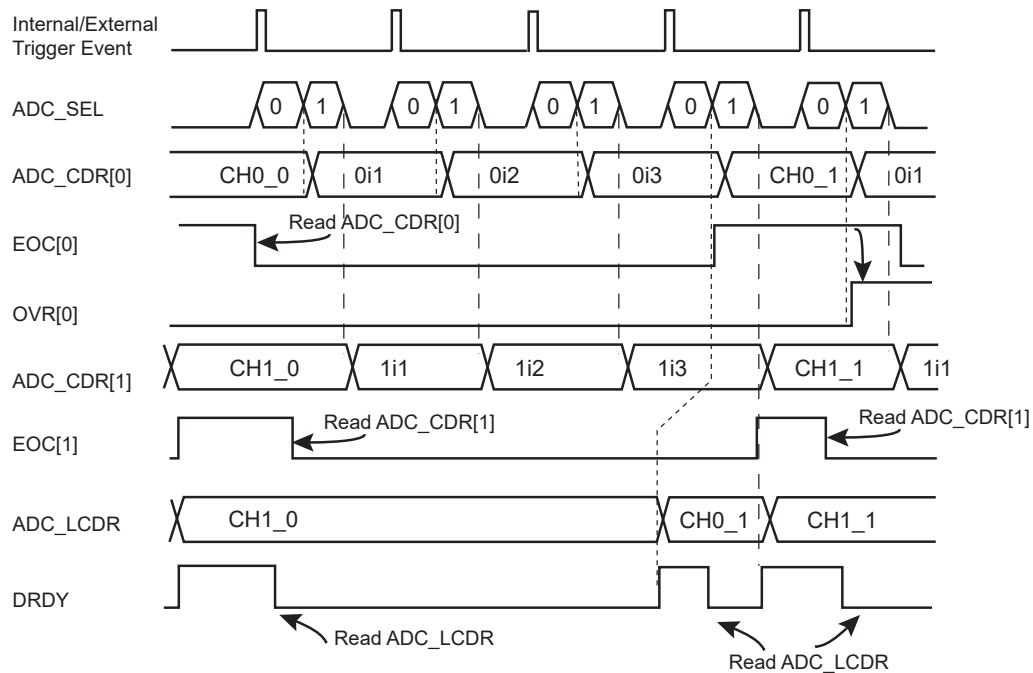 Internal/External
Trigger Event
ADC_SEL
0 1 0 1 0 1 0 1 0 1
ADC_CDR[0]
CH0_0 0i1 0i2 0i3 CH0_1 0i1
EOC[0]
Read ADC_CDR[0]
OVR[0]
ADC_CDR[1]
CH1_0 1i1 1i2 1i3 CH1_1 1i1
EOC[1]
Read ADC_CDR[1]
Read ADC_CDR[1]
ADC_LCDR
CH1_0 CH0_1 CH1_1
DRDY
Read ADC_LCDR
Read ADC_LCDR